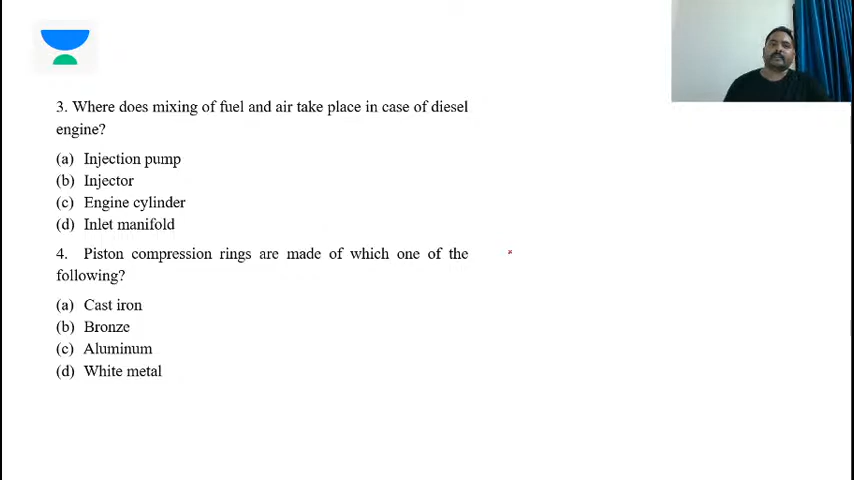 3. Where does mixing of fuel and air take place in case of diesel
engine?
(a) Injection pump
(b) Injector
(c) Engine cylinder
(d) Inlet manifold
4. Piston compression rings are made of which one of the
following?
(a) Cast iron
(b) Bronze
(c) Aluminum
(d) White metal